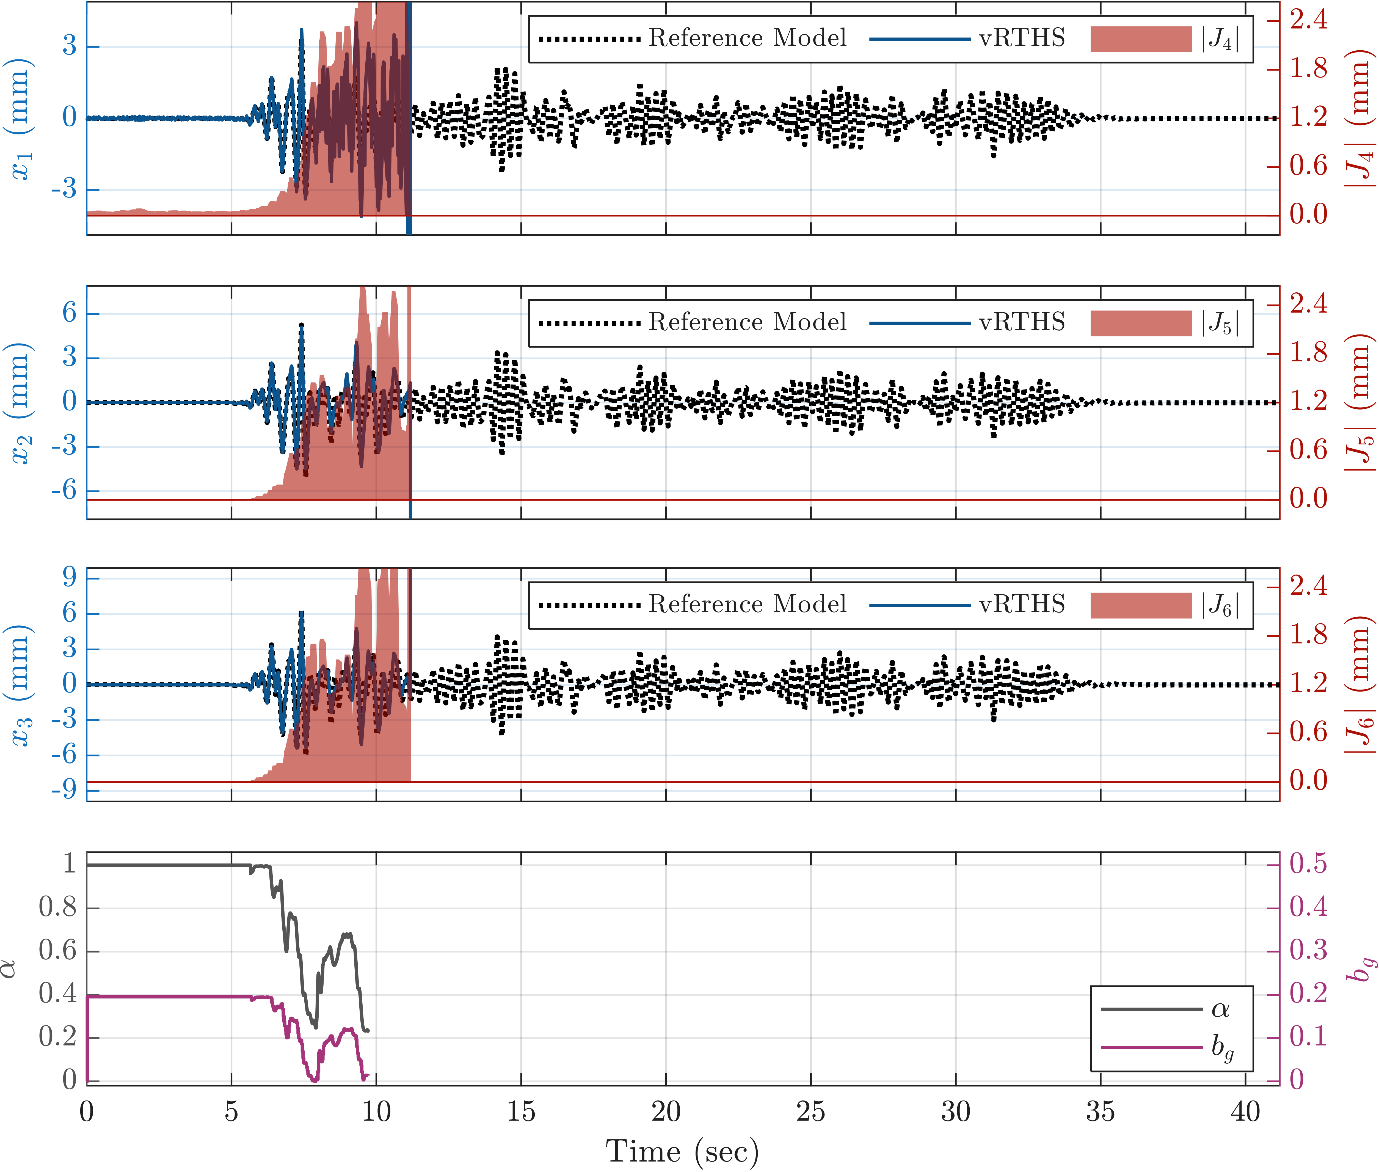 x₁ (mm)
3
0
-3
Reference Model vRTHS |J₄|
2.4
1.8
1.2
0.6
0.0
|J₄| (mm)
x₂ (mm)
6
3
0
-3
-6
Reference Model vRTHS |J₅|
2.4
1.8
1.2
0.6
0.0
|J₅| (mm)
x₃ (mm)
9
6
3
0
-3
-6
-9
Reference Model vRTHS |J₆|
2.4
1.8
1.2
0.6
0.0
|J₆| (mm)
α
1
0.8
0.6
0.4
0.2
0
α
b_g
0.5
0.4
0.3
0.2
0.1
0
b_g
0 5 10 15 20 25 30 35 40
Time (sec)